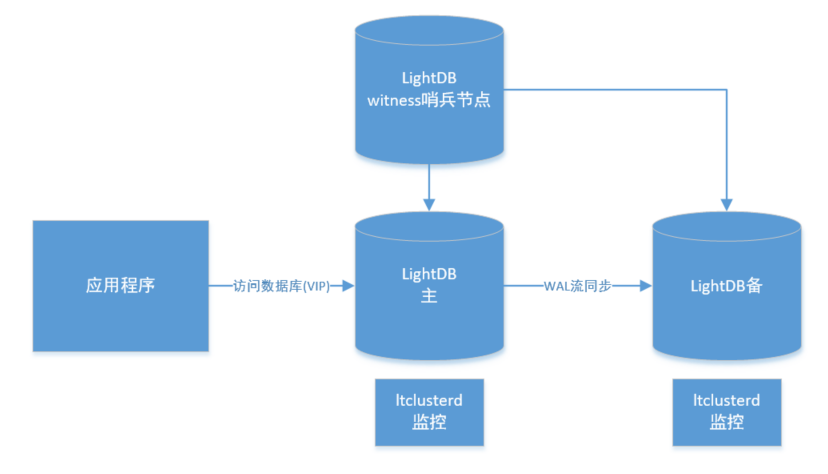 LightDB
witness哨兵节点
应用程序
访问数据库(VIP)
LightDB
主
WAL流同步
LightDB备
ltclusterd
监控
ltclusterd
监控